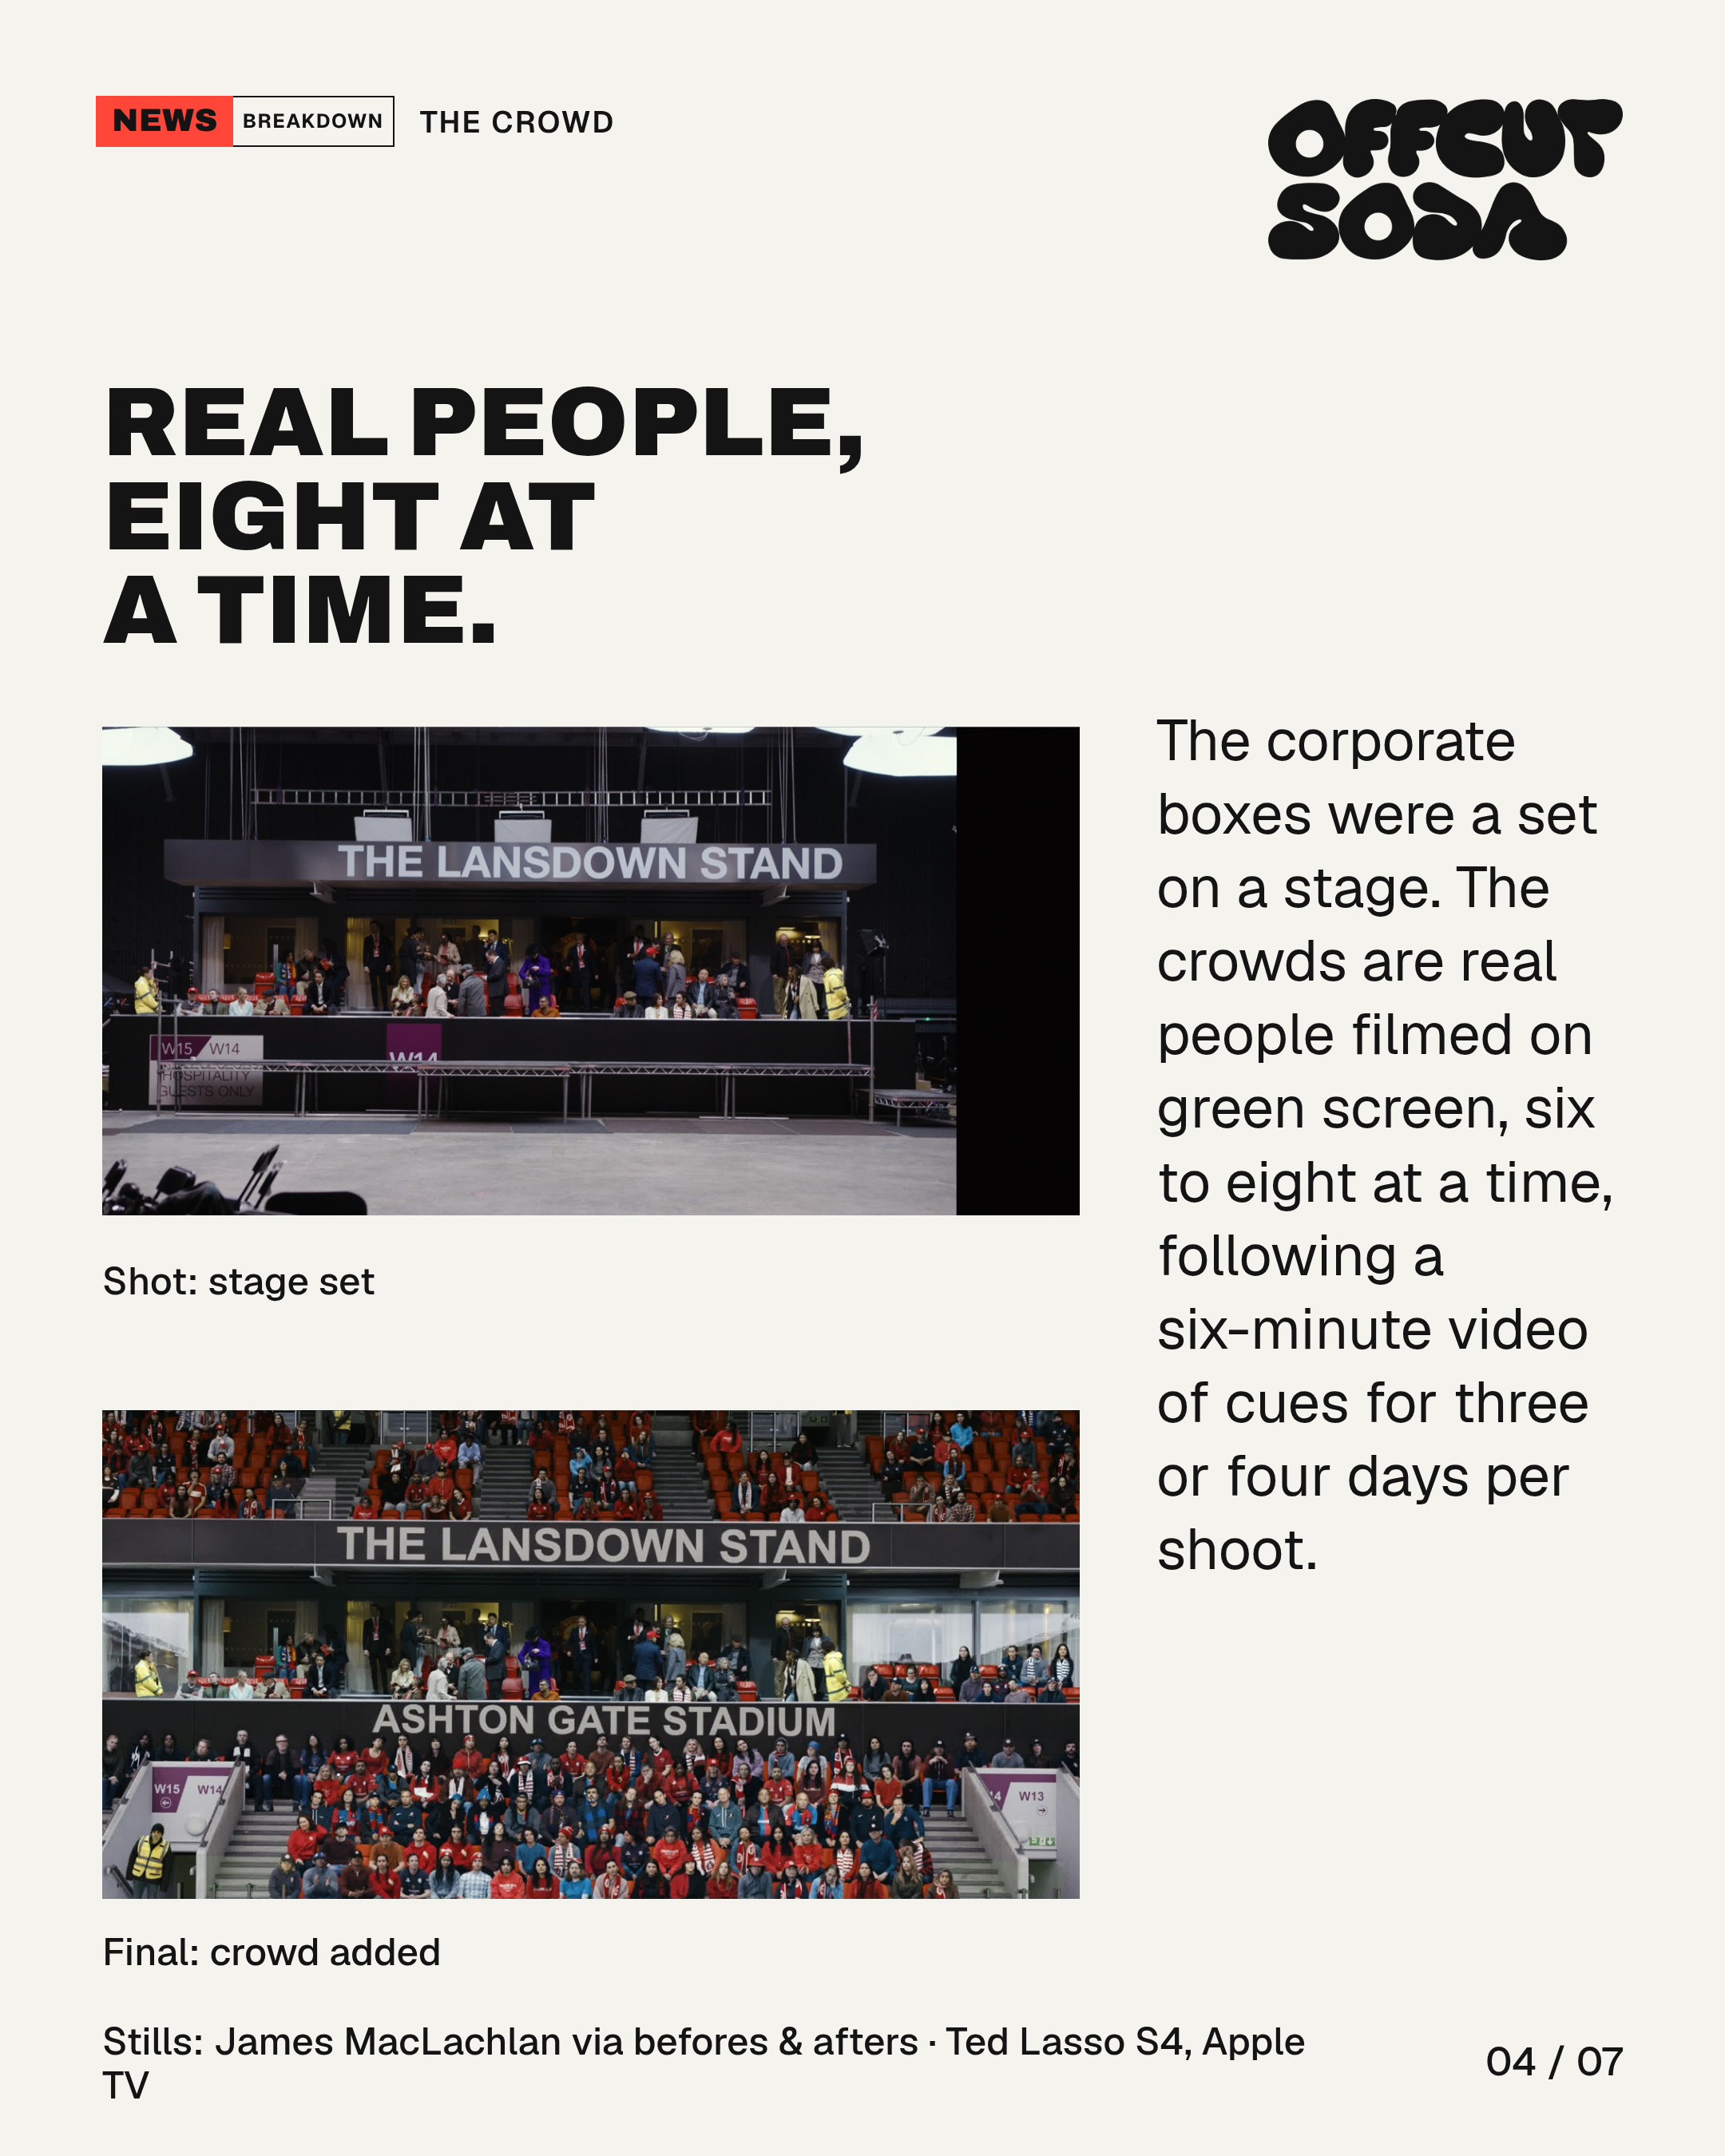 NEWS BREAKDOWN THE CROWD
OFFCUT
SODA
REAL PEOPLE,
EIGHT AT
A TIME.
THE LANSDOWN STAND
W15 W14
W14
HOSPITALITY
GUESTS ONLY
Shot: stage set
The corporate
boxes were a set
on a stage. The
crowds are real
people filmed on
green screen, six
to eight at a time,
following a
six-minute video
of cues for three
or four days per
shoot.
THE LANSDOWN STAND
ASHTON GATE STADIUM
W15 W14
14 W13
Final: crowd added
Stills: James MacLachlan via befores & afters · Ted Lasso S4, Apple
TV
04 / 07